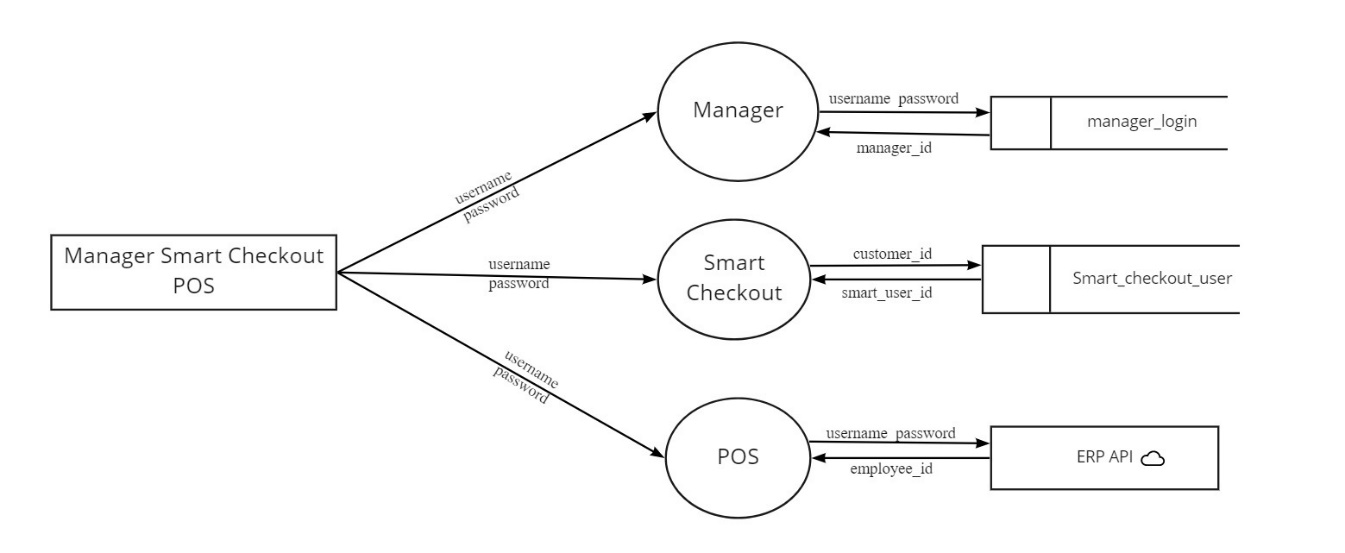 Manager Smart Checkout
POS
username
password
username
password
username
password
Manager
username password
manager_id
manager_login
Smart
Checkout
customer_id
smart_user_id
Smart_checkout_user
POS
username password
employee_id
ERP API